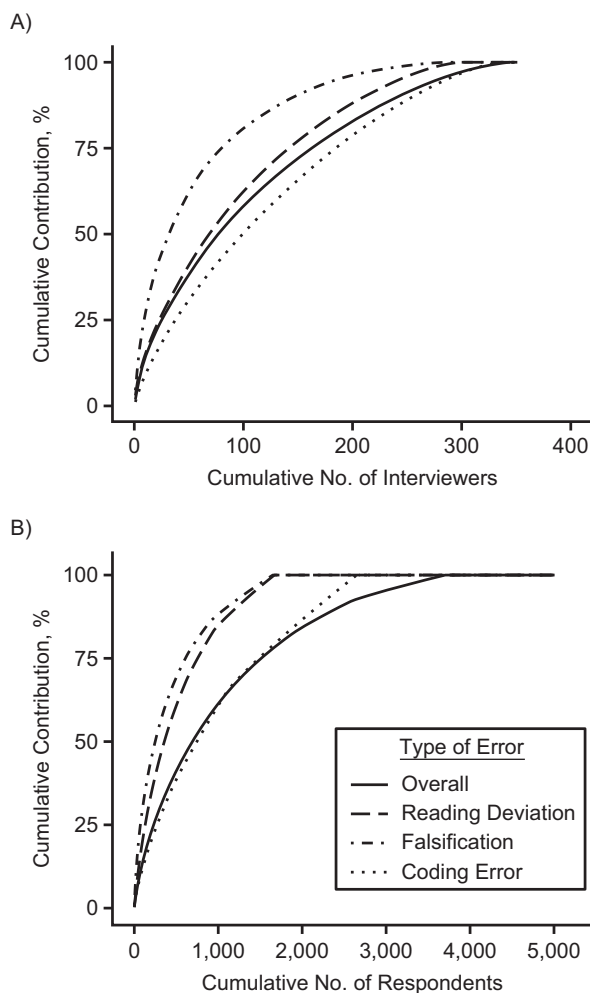 A)
100
75
50
25
0
Cumulative Contribution, %
0 100 200 300 400
Cumulative No. of Interviewers
B)
100
75
50
25
0
Cumulative Contribution, %
Type of Error
Overall
Reading Deviation
Falsification
Coding Error
0 1,000 2,000 3,000 4,000 5,000
Cumulative No. of Respondents